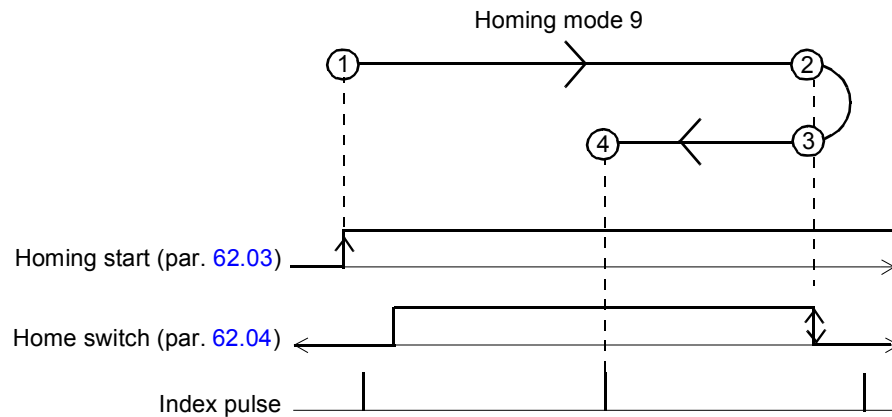 Homing mode 9
1
2
4
3
Homing start (par. 62.03)
Home switch (par. 62.04)
Index pulse